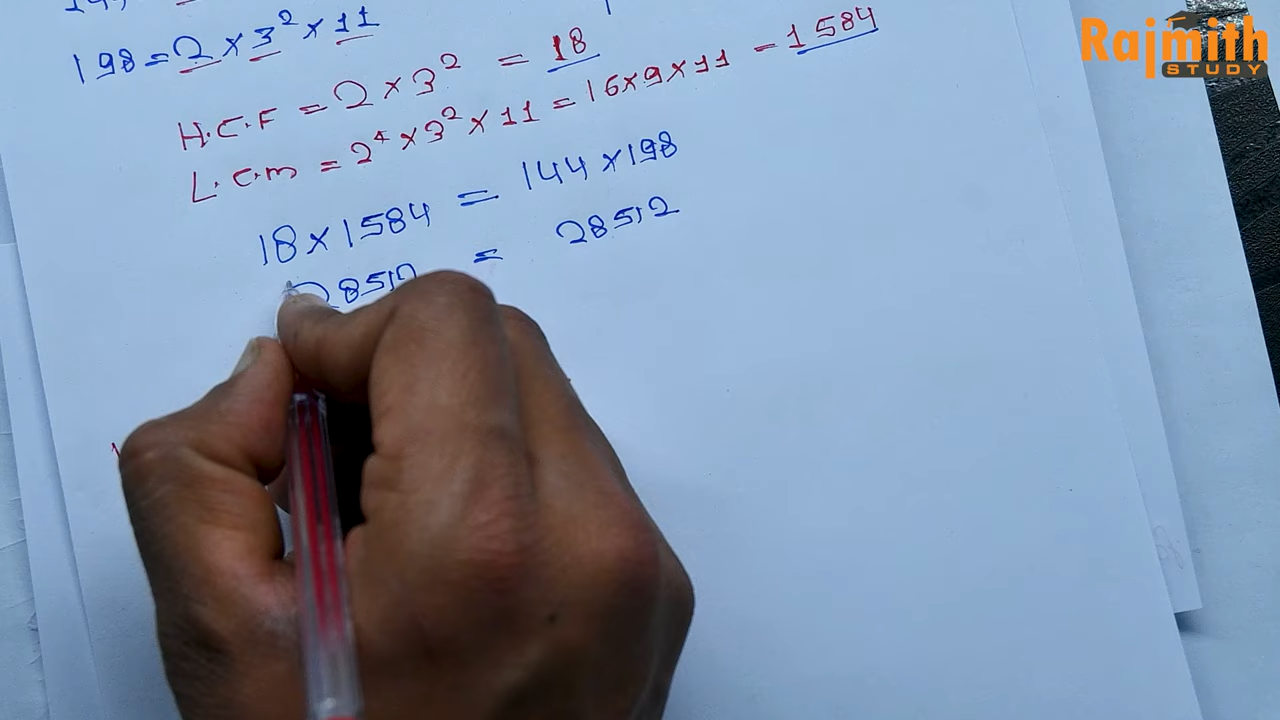 198 = 2 × 3² × 11
H.C.F = 2 × 3² = 18
L.C.m = 2⁴ × 3² × 11 = 16×9×11 = 1584
18 × 1584 = 144 × 198
28512 = 28512
Rajmith
STUDY